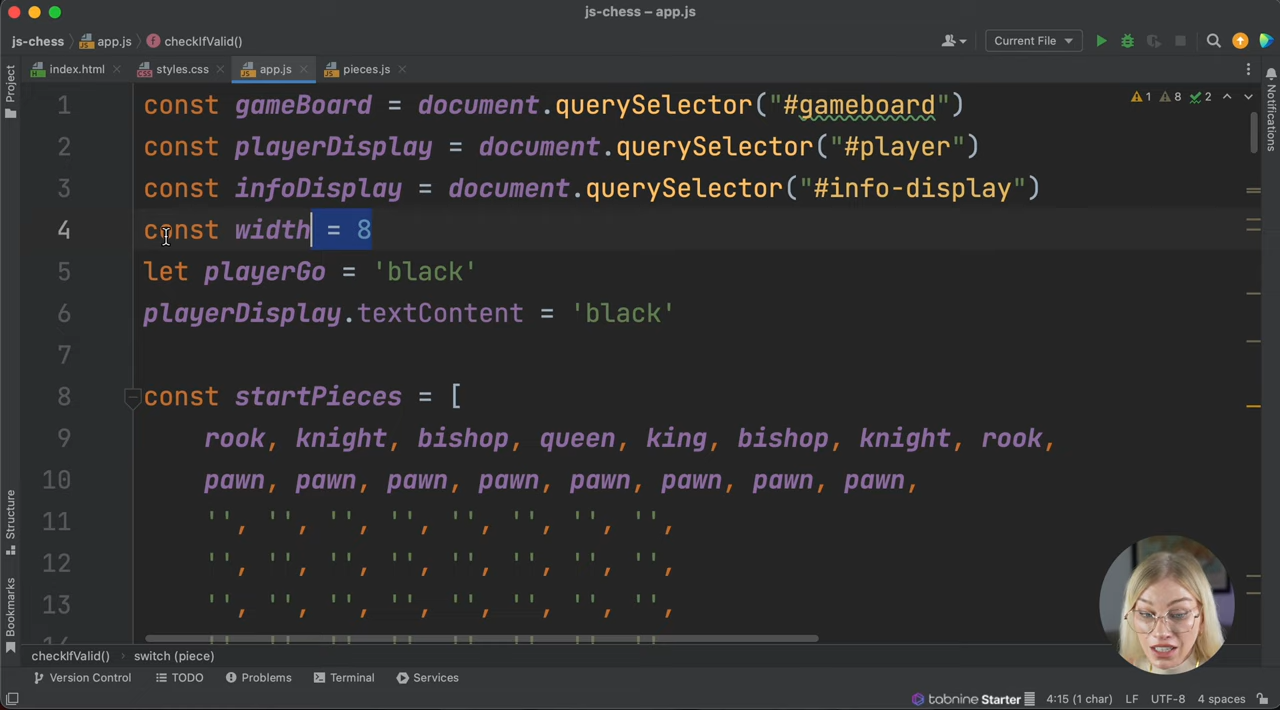 js-chess – app.js
js-chess app.js checkIfValid() Current File
index.html styles.css app.js pieces.js
Project
Notifications
1 8 2
1 const gameBoard = document.querySelector("#gameboard")
2 const playerDisplay = document.querySelector("#player")
3 const infoDisplay = document.querySelector("#info-display")
4 const width = 8
5 let playerGo = 'black'
6 playerDisplay.textContent = 'black'
7
8 const startPieces = [
9 rook, knight, bishop, queen, king, bishop, knight, rook,
10 pawn, pawn, pawn, pawn, pawn, pawn, pawn, pawn,
11 '', '', '', '', '', '', '', '',
12 '', '', '', '', '', '', '', '',
13 '', '', '', '', '', '', '', '',
Structure
Bookmarks
checkIfValid() switch (piece)
Version Control TODO Problems Terminal Services
tabnine Starter 4:15 (1 char) LF UTF-8 4 spaces